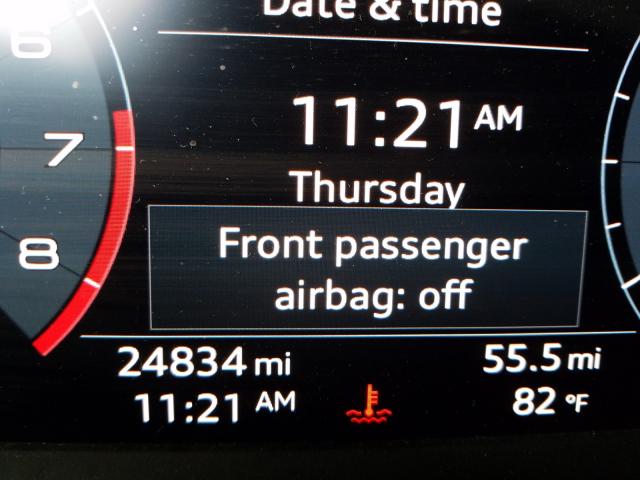 Date & time
6
11:21 AM
7
Thursday
Front passenger
8
airbag: off
24834 mi
55.5 mi
11:21 AM
82 °F